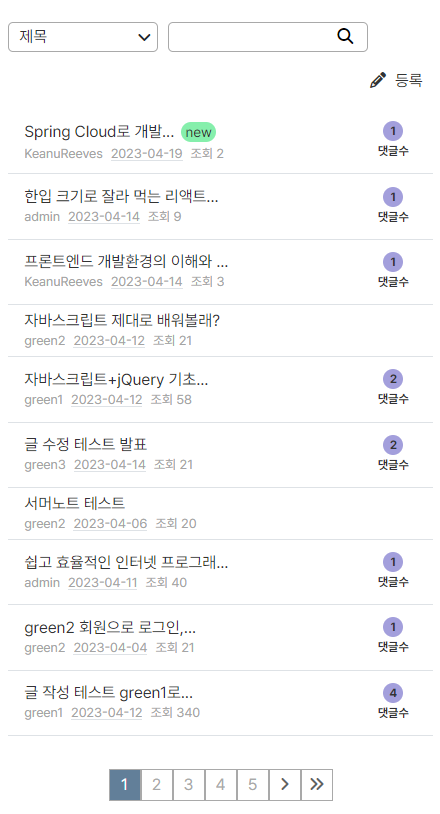 제목
등록
Spring Cloud로 개발... new
1
KeanuReeves 2023-04-19 조회 2
댓글수
한입 크기로 잘라 먹는 리액트...
1
admin 2023-04-14 조회 9
댓글수
프론트엔드 개발환경의 이해와 ...
1
KeanuReeves 2023-04-14 조회 3
댓글수
자바스크립트 제대로 배워볼래?
green2 2023-04-12 조회 21
자바스크립트+jQuery 기초...
2
green1 2023-04-12 조회 58
댓글수
글 수정 테스트 발표
2
green3 2023-04-14 조회 21
댓글수
서머노트 테스트
green2 2023-04-06 조회 20
쉽고 효율적인 인터넷 프로그래...
1
admin 2023-04-11 조회 40
댓글수
green2 회원으로 로그인,...
1
green2 2023-04-04 조회 21
댓글수
글 작성 테스트 green1로...
4
green1 2023-04-12 조회 340
댓글수
1 2 3 4 5